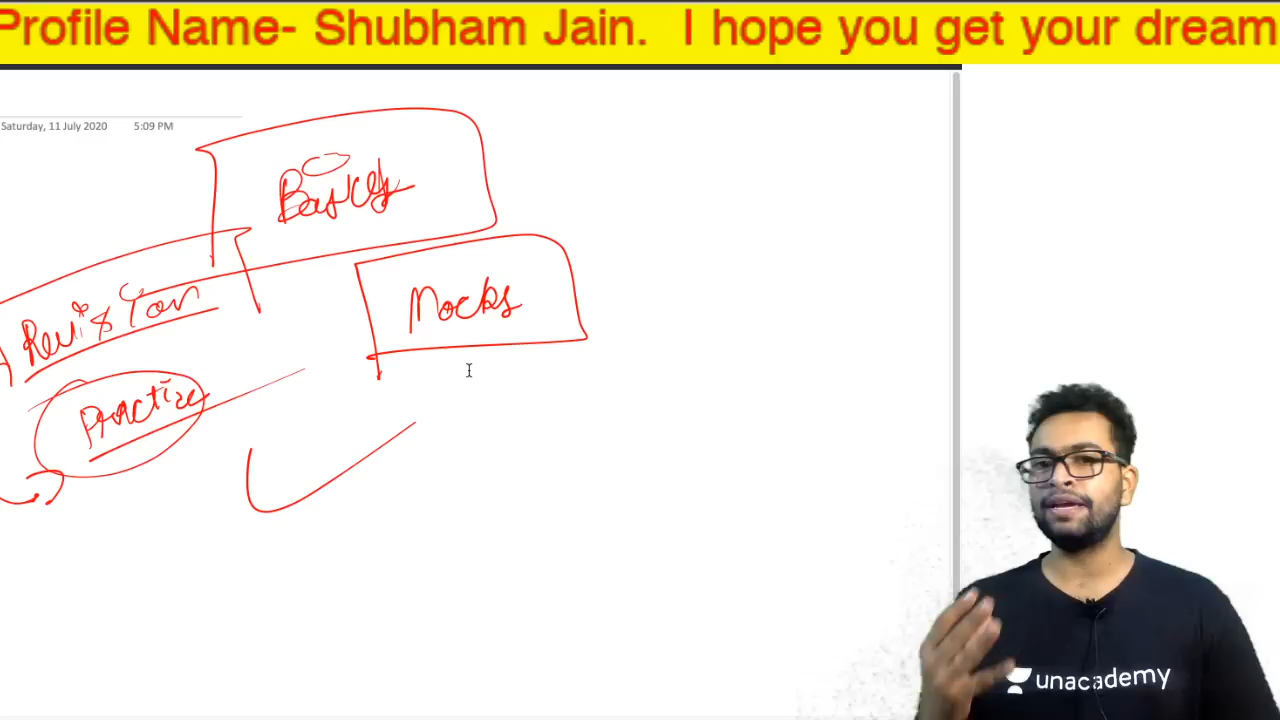 Profile Name- Shubham Jain. I hope you get your dream
Saturday, 11 July 2020 5:09 PM
Basics
Revision
Mocks
Practice
unacademy